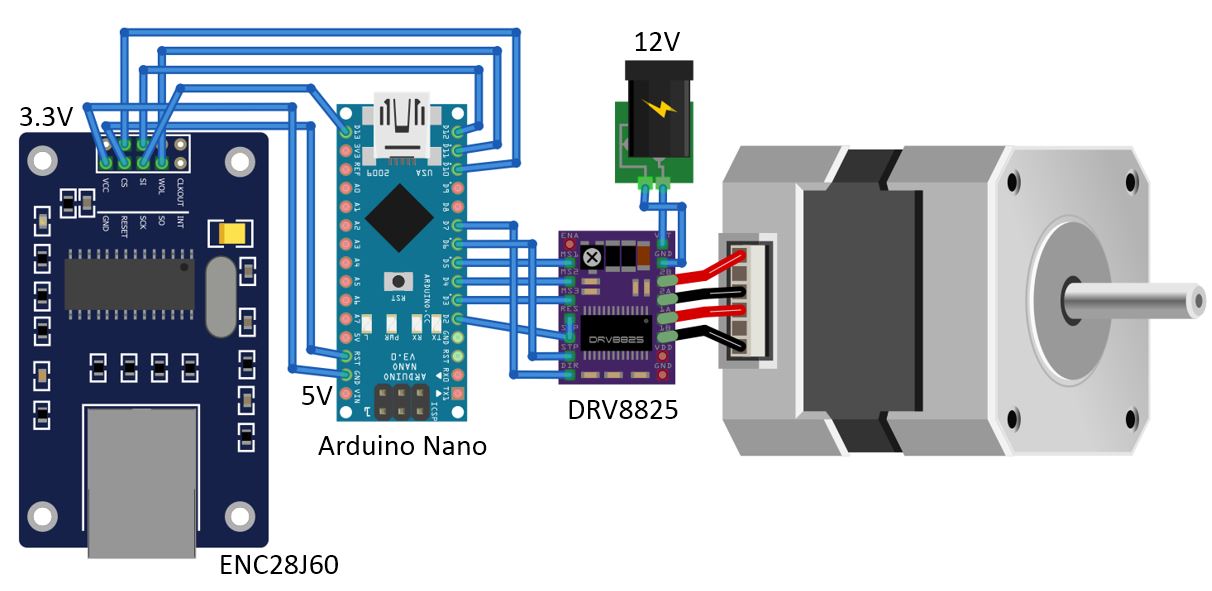 12V
3.3V
VCC
CS
SI
WOL
CLKOUT
GND
RESET
SCK
SO
INT
ENC28J60
D13
3V3
REF
A0
A1
A2
A3
A4
A5
A6
A7
5V
RST
GND
VIN
D12
D11
D10
D9
D8
D7
D6
D5
D4
D3
D2
GND
RST
RX0
TX1
2009
USA
RST
ARDUINO.CC
L
PWR
RX
TX
ARDUINO
NANO
V3.0
ICSP
1
5V
Arduino Nano
ENA
MS1
MS2
MS3
RES
SLP
STP
DIR
GND
2B
2A
1A
1B
VDD
GND
DRV8825
DRV8825